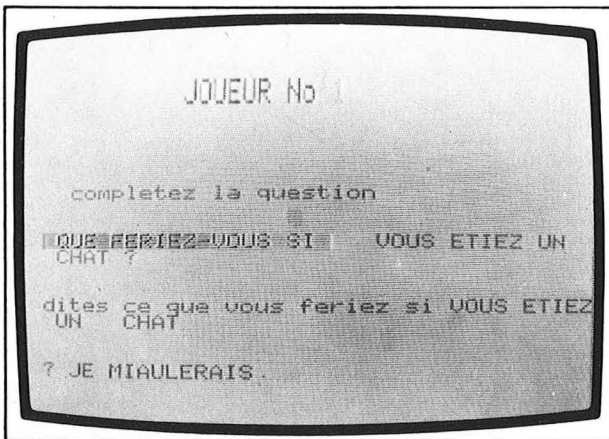 JOUEUR No 1
completez la question
QUE FERIEZ-VOUS SI VOUS ETIEZ UN
CHAT ?
dites ce que vous feriez si VOUS ETIEZ
UN CHAT
? JE MIAULERAIS.